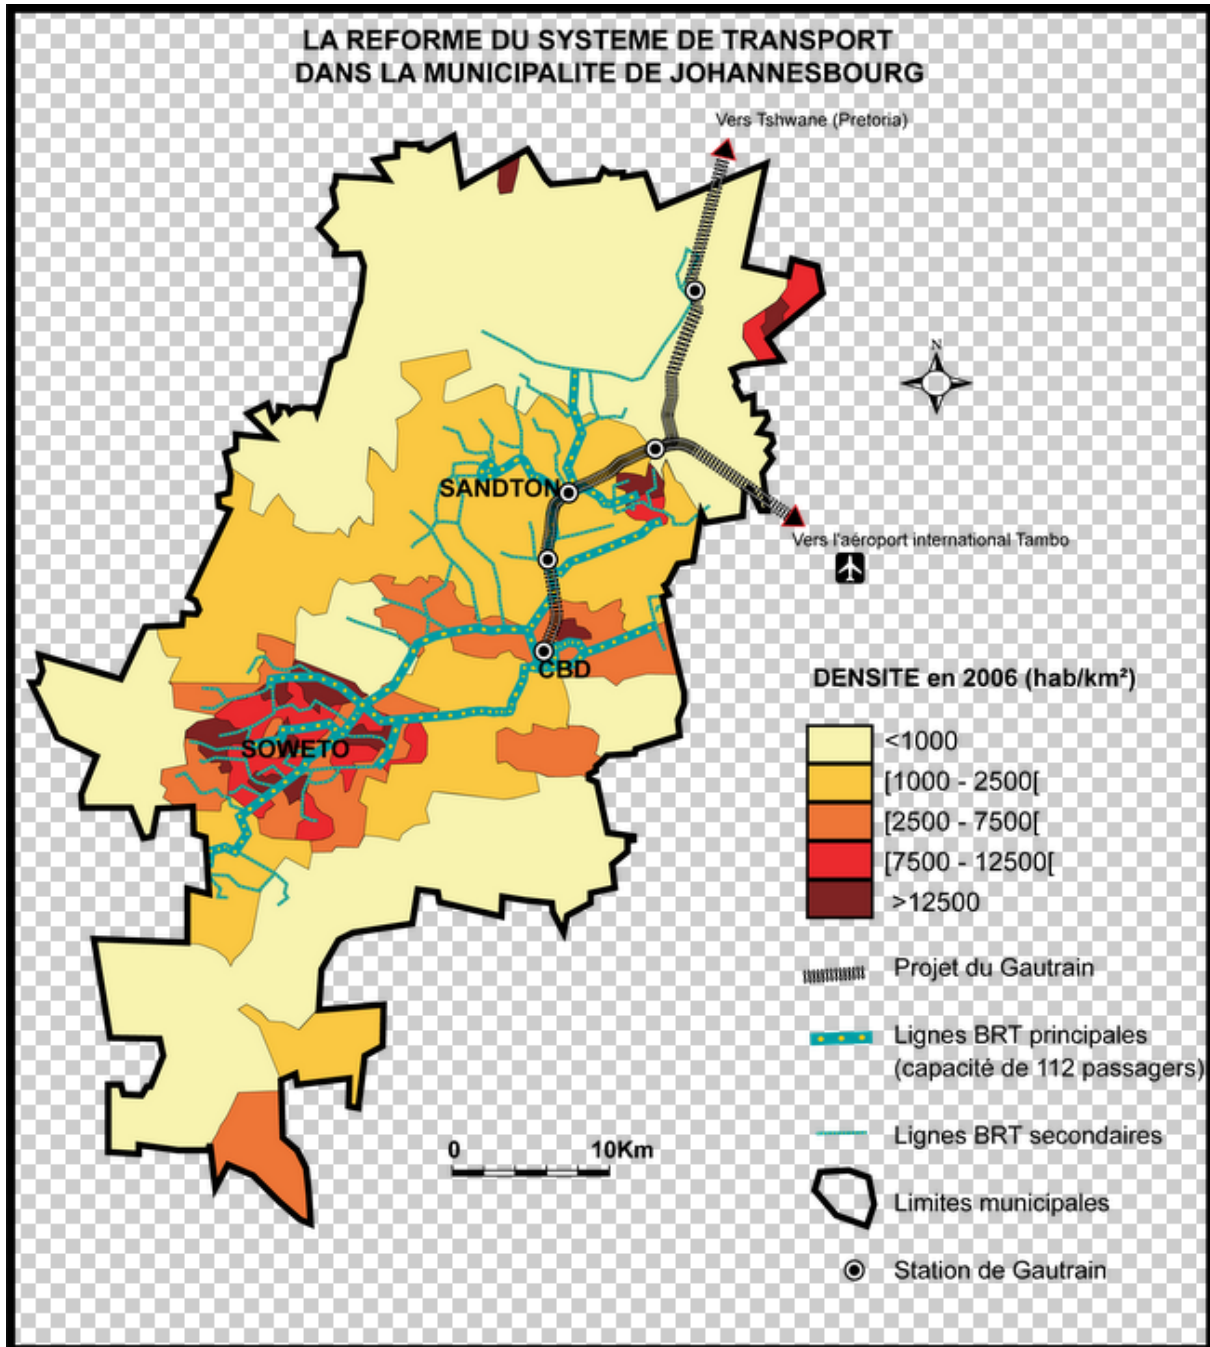 LA REFORME DU SYSTEME DE TRANSPORT
DANS LA MUNICIPALITE DE JOHANNESBOURG
Vers Tshwane (Pretoria)
N
SANDTON
Vers l'aéroport international Tambo
CBD
SOWETO
DENSITE en 2006 (hab/km²)
<1000
[1000 - 2500[
[2500 - 7500[
[7500 - 12500[
>12500
Projet du Gautrain
Lignes BRT principales
(capacité de 112 passagers)
Lignes BRT secondaires
Limites municipales
Station de Gautrain
0 10Km